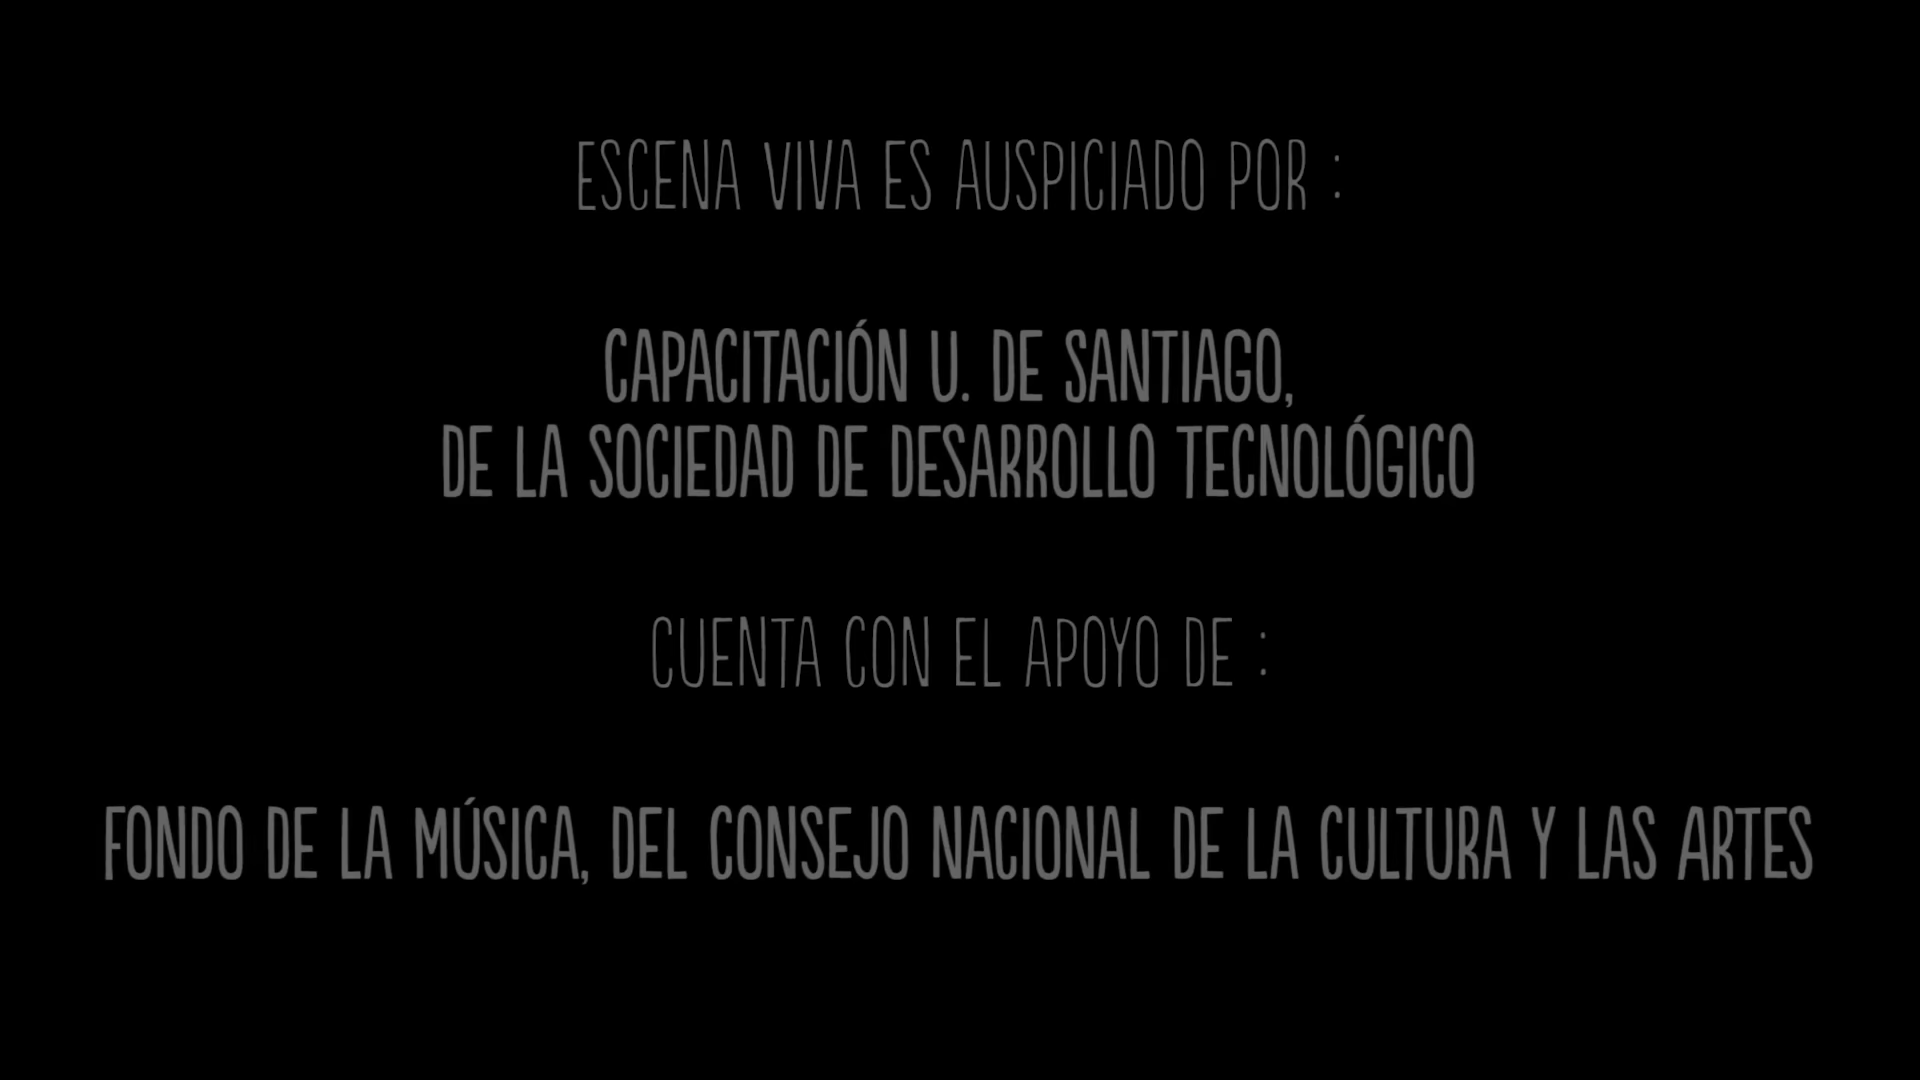 ESCENA VIVA ES AUSPICIADO POR :
CAPACITACIÓN U. DE SANTIAGO,
DE LA SOCIEDAD DE DESARROLLO TECNOLÓGICO
CUENTA CON EL APOYO DE :
FONDO DE LA MÚSICA, DEL CONSEJO NACIONAL DE LA CULTURA Y LAS ARTES